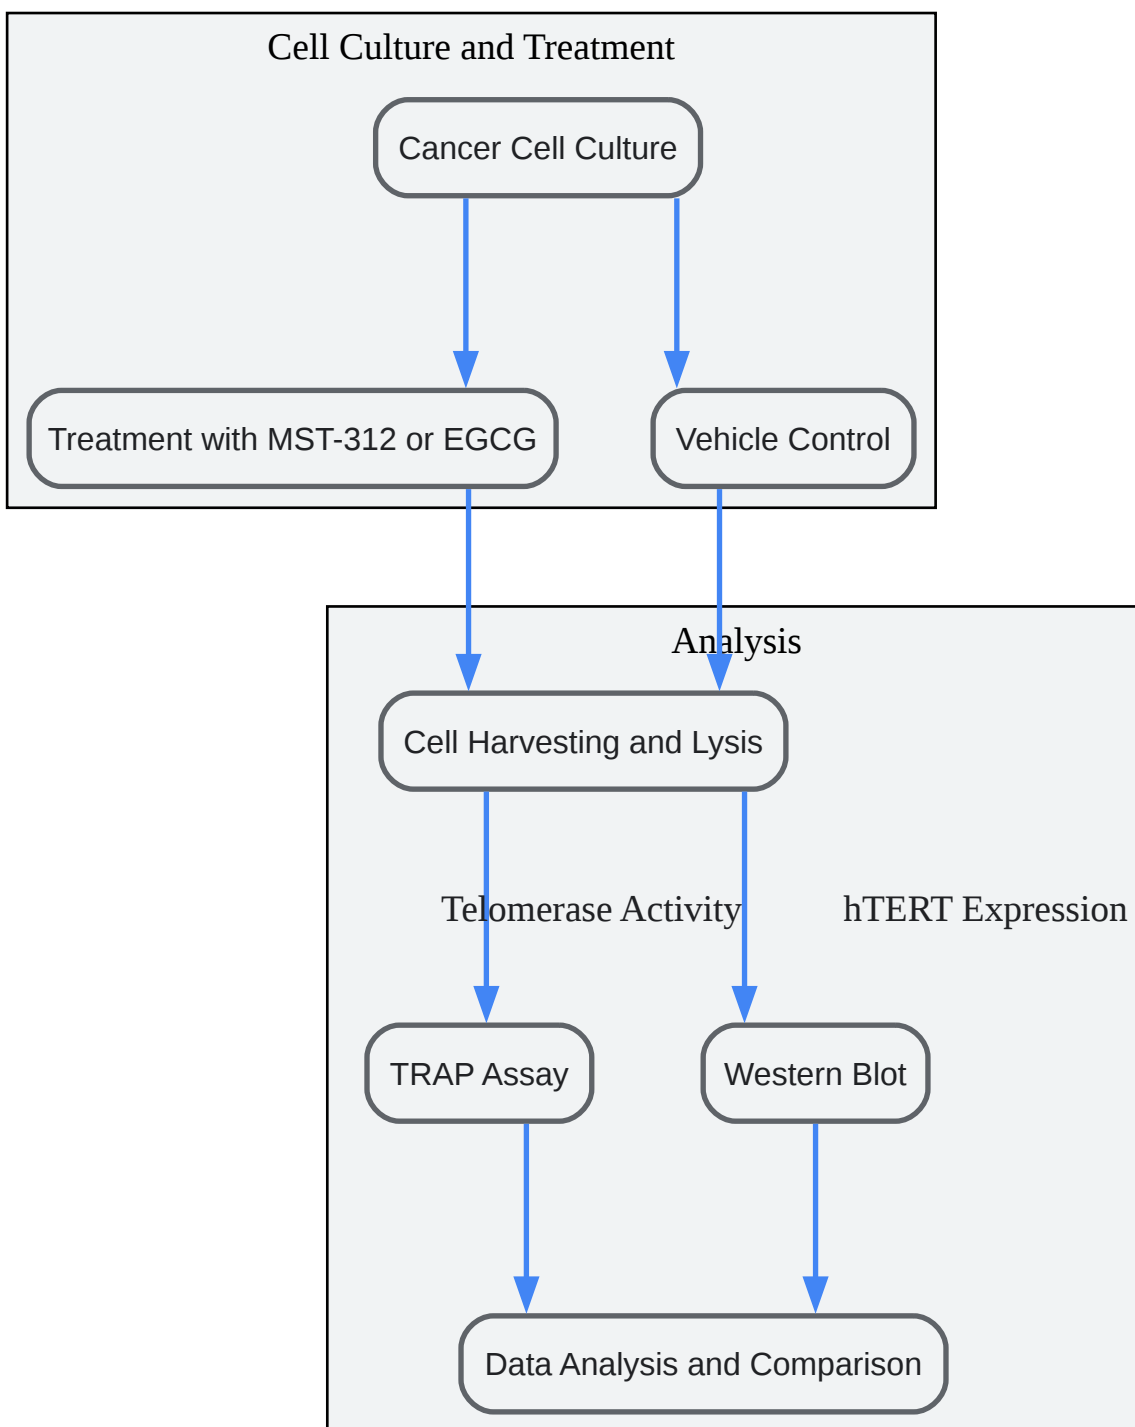 Cell Culture and Treatment
Cancer Cell Culture
Treatment with MST-312 or EGCG
Vehicle Control
Analysis
Cell Harvesting and Lysis
Telomerase Activity
hTERT Expression
TRAP Assay
Western Blot
Data Analysis and Comparison